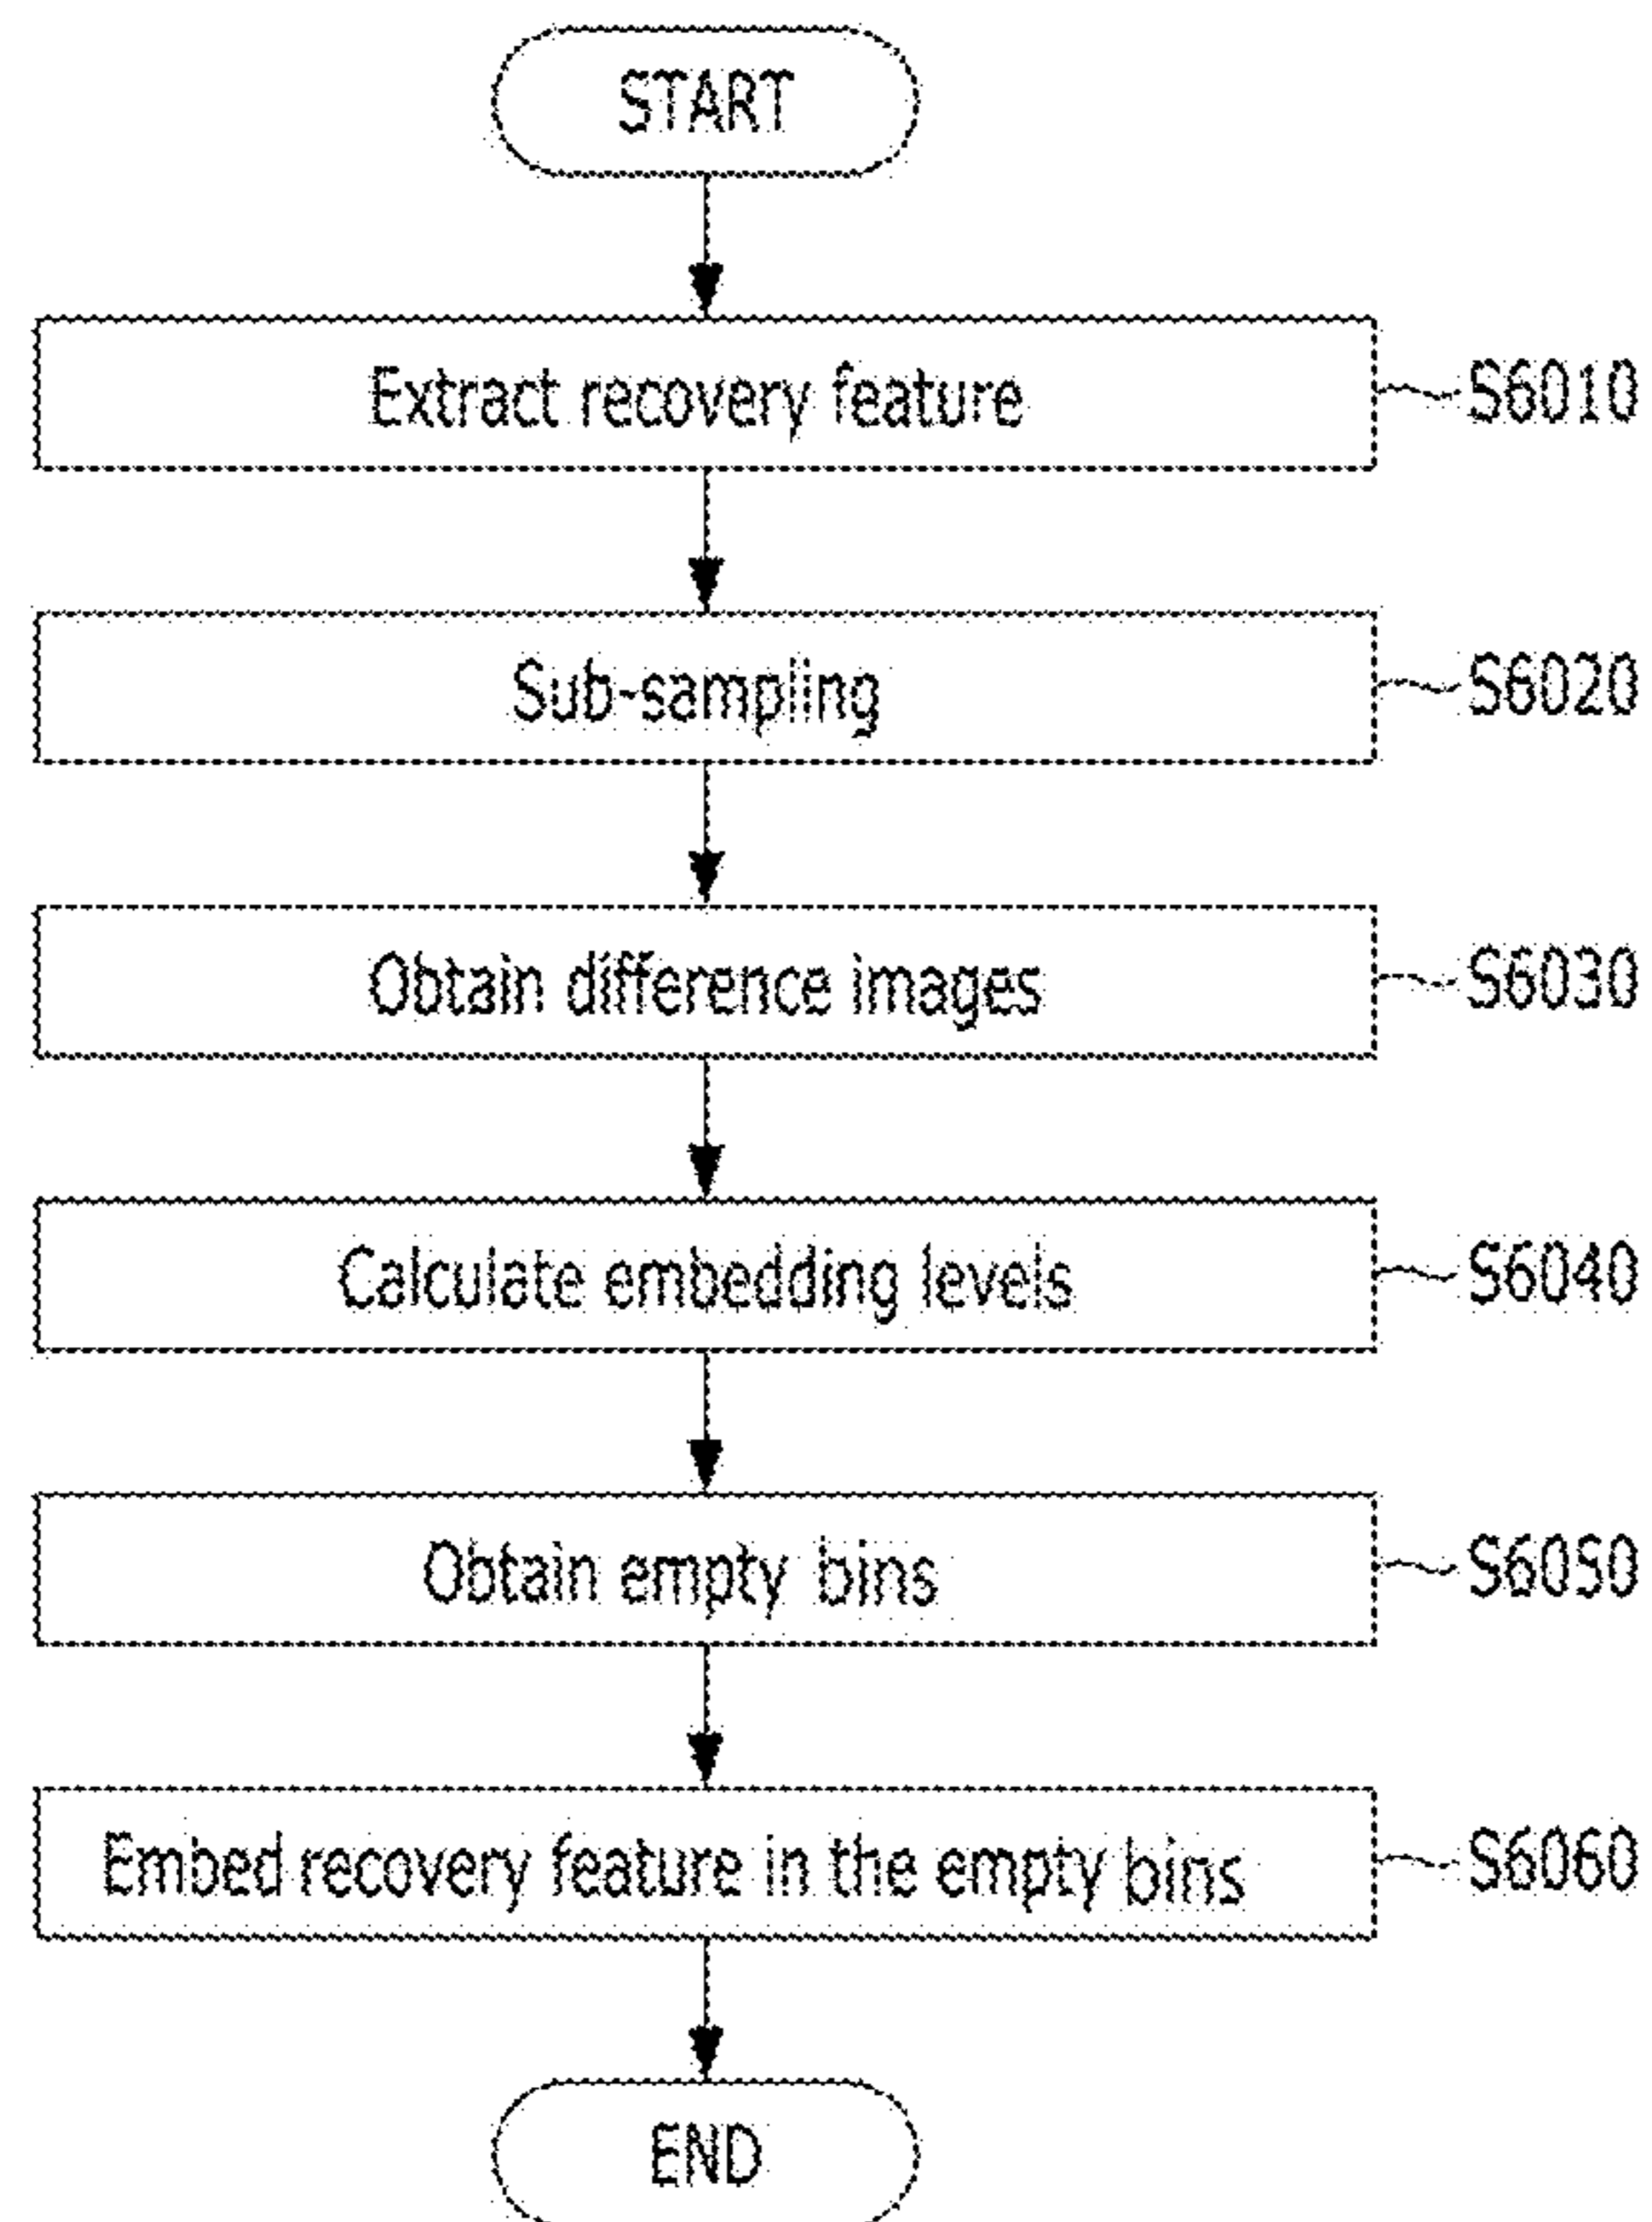 START
Extract recovery feature
S6010
Sub-sampling
S6020
Obtain difference images
S6030
Calculate embedding levels
S6040
Obtain empty bins
S6050
Embed recovery feature in the empty bins
S6060
END